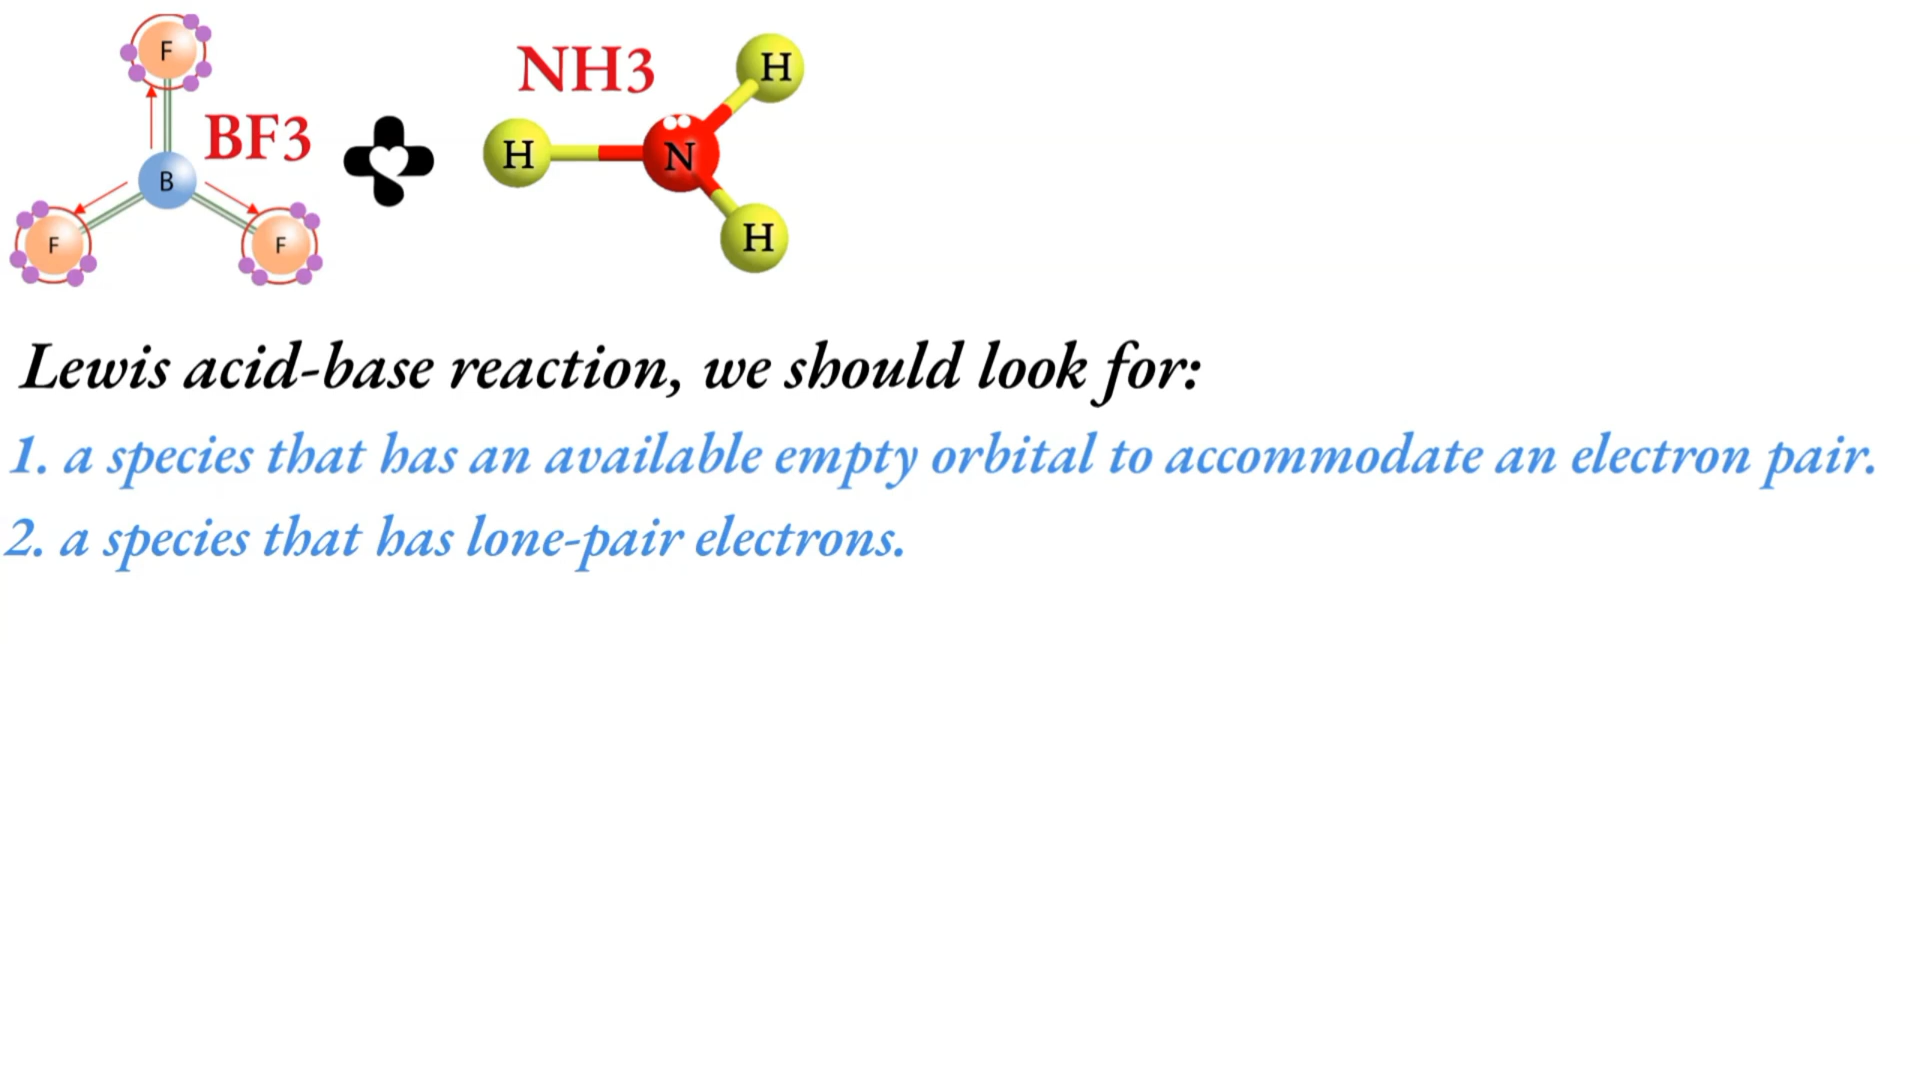 F
NH3
H
BF3
H
N
B
H
F
F
Lewis acid-base reaction, we should look for:
1. a species that has an available empty orbital to accommodate an electron pair.
2. a species that has lone-pair electrons.